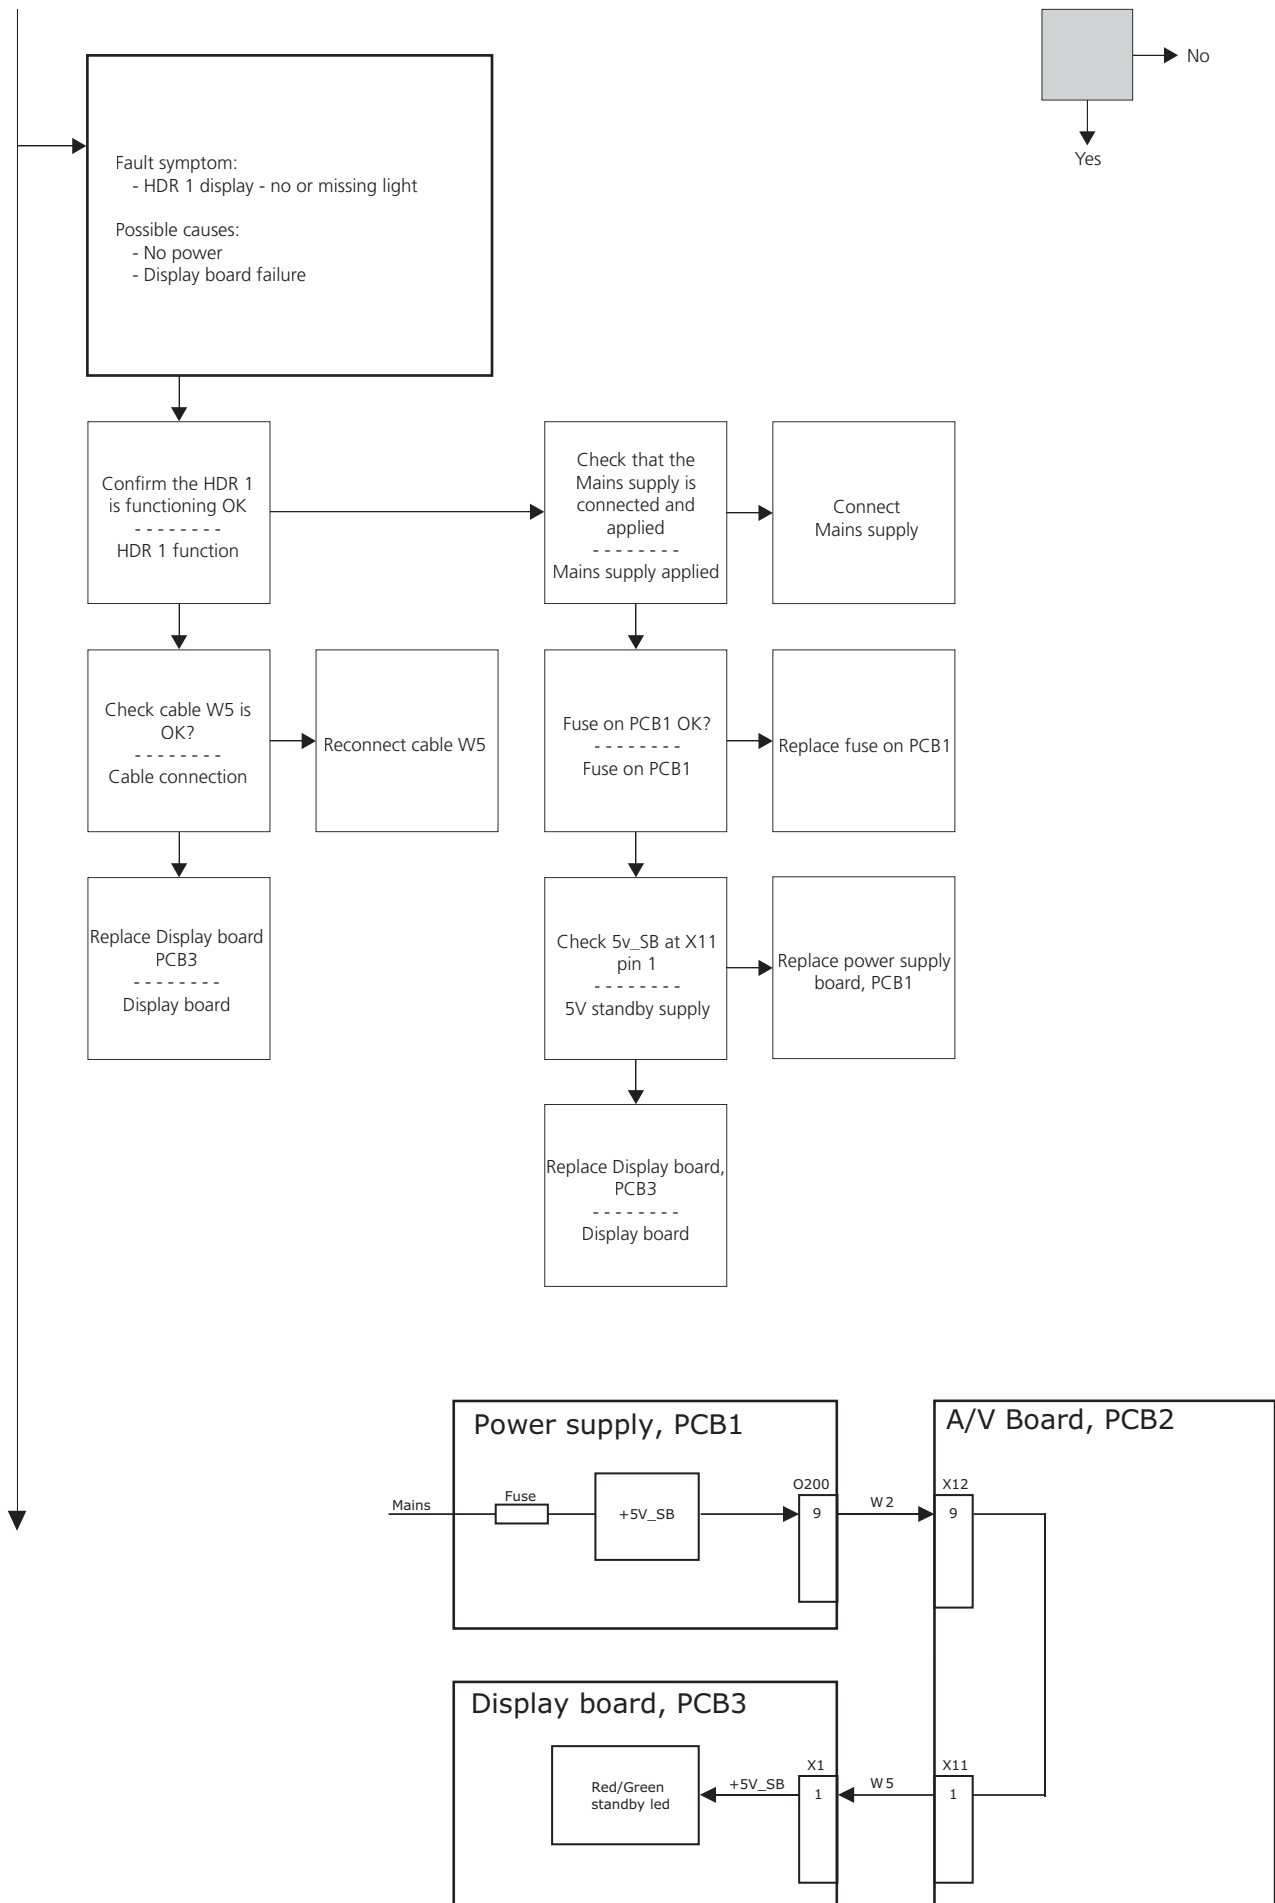 No
Yes
Fault symptom:
- HDR 1 display - no or missing light
Possible causes:
- No power
- Display board failure
Confirm the HDR 1
is functioning OK
- - - - - - - -
HDR 1 function
Check that the
Mains supply is
connected and
applied
- - - - - - - -
Mains supply applied
Connect
Mains supply
Check cable W5 is
OK?
- - - - - - - -
Cable connection
Reconnect cable W5
Fuse on PCB1 OK?
- - - - - - - -
Fuse on PCB1
Replace fuse on PCB1
Replace Display board
PCB3
- - - - - - - -
Display board
Check 5v_SB at X11
pin 1
- - - - - - - -
5V standby supply
Replace power supply
board, PCB1
Replace Display board,
PCB3
- - - - - - - -
Display board
Power supply, PCB1
Mains
Fuse
+5V_SB
O200
9
W2
A/V Board, PCB2
X12
9
Display board, PCB3
Red/Green
standby led
+5V_SB
X1
1
W5
X11
1